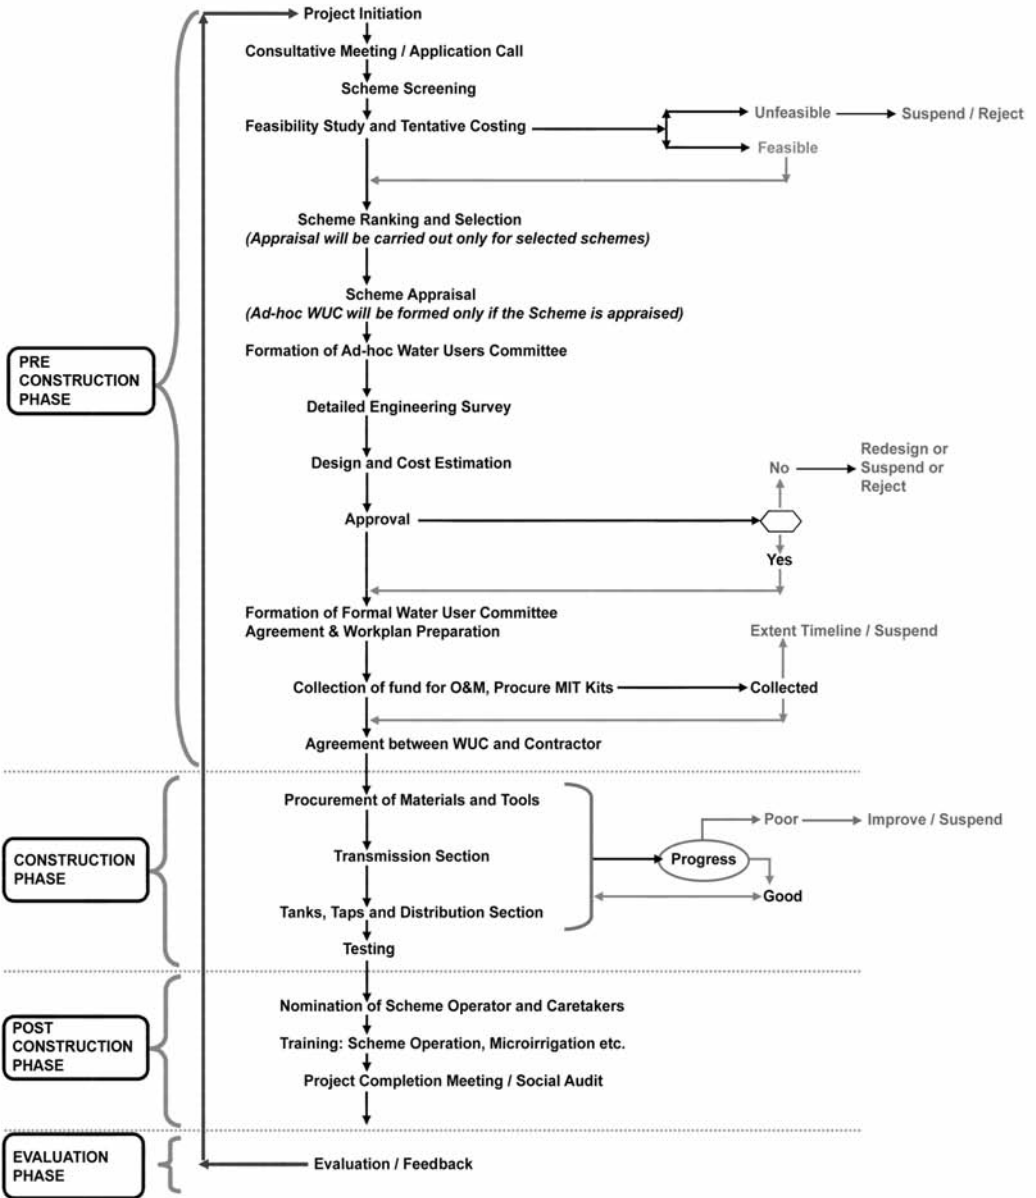 Project Initiation
Consultative Meeting / Application Call
Scheme Screening
Feasibility Study and Tentative Costing
Unfeasible
Suspend / Reject
Feasible
Scheme Ranking and Selection
(Appraisal will be carried out only for selected schemes)
Scheme Appraisal
(Ad-hoc WUC will be formed only if the Scheme is appraised)
Formation of Ad-hoc Water Users Committee
PRE
CONSTRUCTION
PHASE
Detailed Engineering Survey
Design and Cost Estimation
No
Redesign or
Suspend or
Reject
Approval
Yes
Formation of Formal Water User Committee
Agreement & Workplan Preparation
Extent Timeline / Suspend
Collection of fund for O&M, Procure MIT Kits
Collected
Agreement between WUC and Contractor
Procurement of Materials and Tools
Poor
Improve / Suspend
CONSTRUCTION
PHASE
Transmission Section
Progress
Good
Tanks, Taps and Distribution Section
Testing
POST
CONSTRUCTION
PHASE
Nomination of Scheme Operator and Caretakers
Training: Scheme Operation, Microirrigation etc.
Project Completion Meeting / Social Audit
EVALUATION
PHASE
Evaluation / Feedback